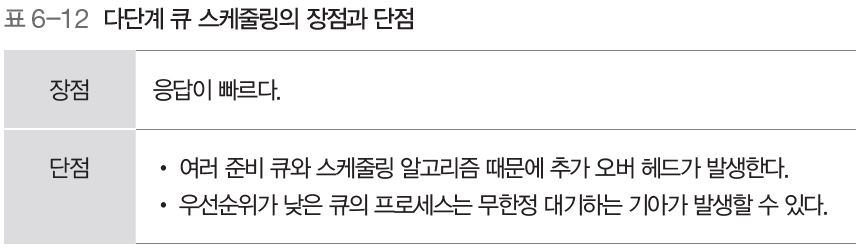 표 6-12 다단계 큐 스케줄링의 장점과 단점
장점
응답이 빠르다.
단점
• 여러 준비 큐와 스케줄링 알고리즘 때문에 추가 오버 헤드가 발생한다.
• 우선순위가 낮은 큐의 프로세스는 무한정 대기하는 기아가 발생할 수 있다.